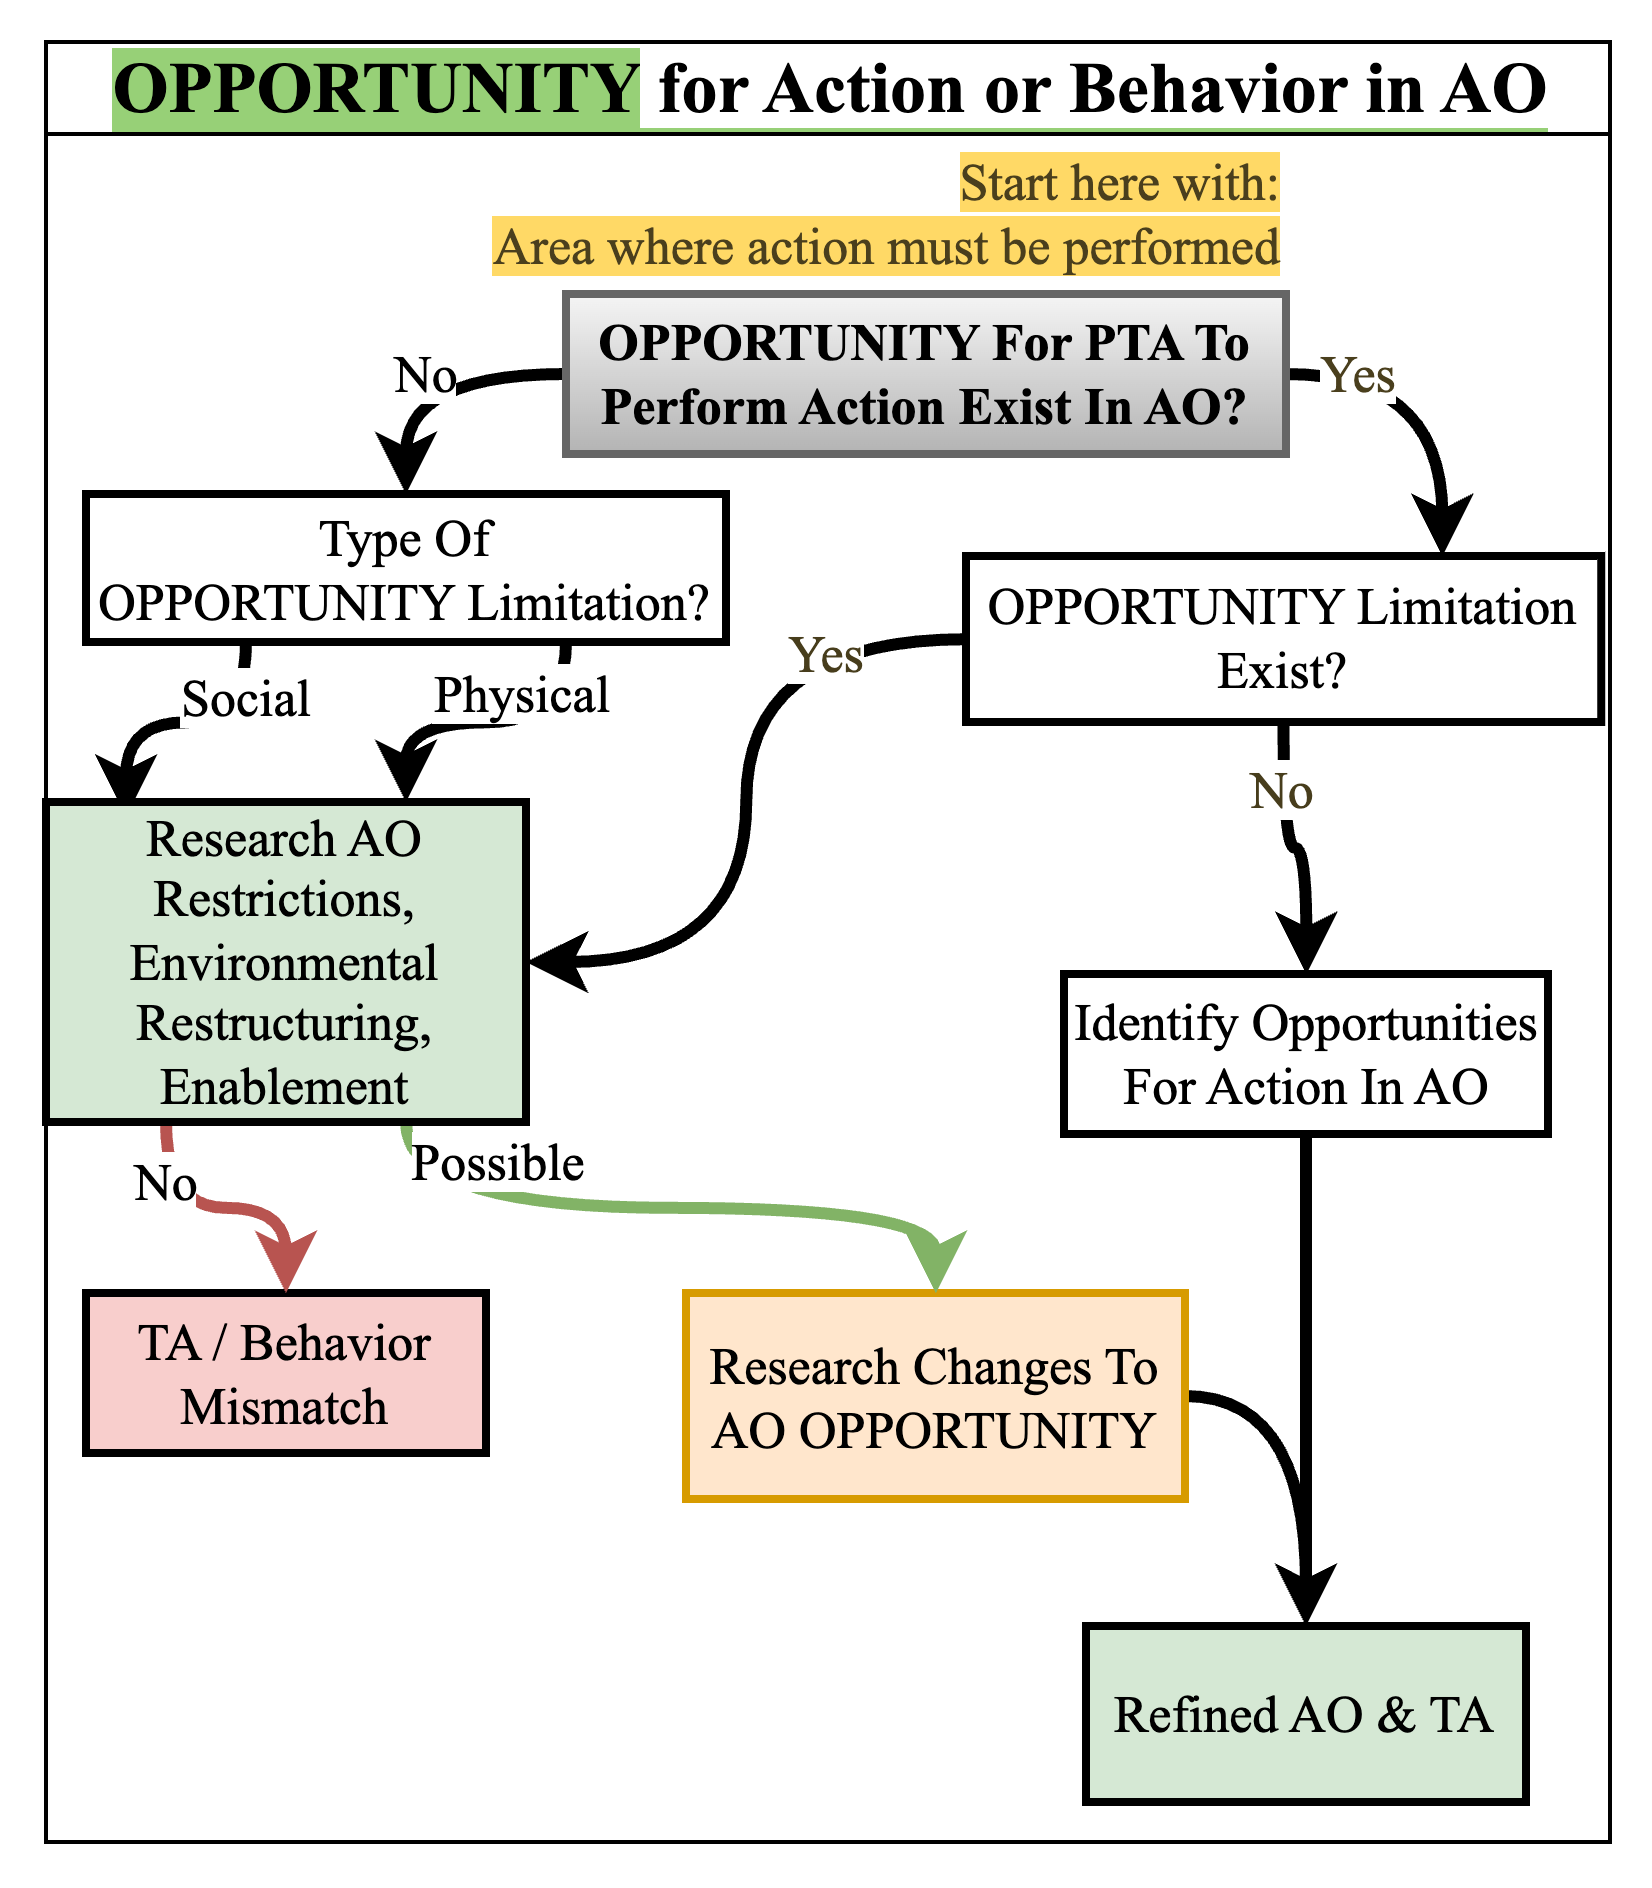 OPPORTUNITY for Action or Behavior in AO
Start here with:
Area where action must be performed
OPPORTUNITY For PTA To
Perform Action Exist In AO?
No
Yes
Type Of
OPPORTUNITY Limitation?
OPPORTUNITY Limitation
Exist?
Yes
Social
Physical
No
Research AO
Restrictions,
Environmental
Restructuring,
Enablement
Identify Opportunities
For Action In AO
No
Possible
TA / Behavior
Mismatch
Research Changes To
AO OPPORTUNITY
Refined AO & TA